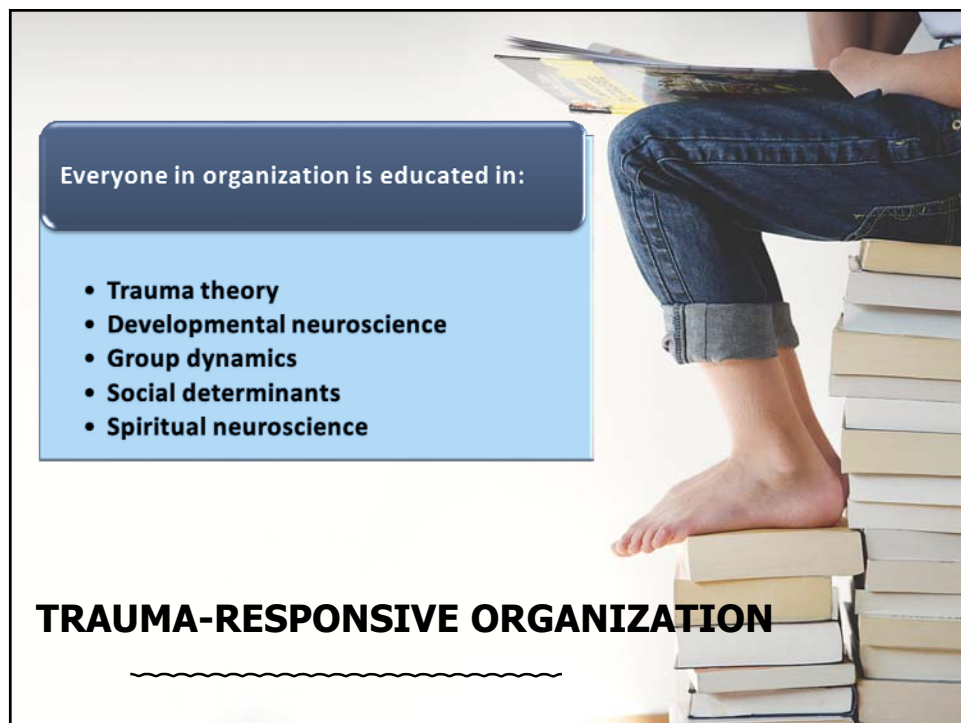 Everyone in organization is educated in:
• Trauma theory
• Developmental neuroscience
• Group dynamics
• Social determinants
• Spiritual neuroscience
TRAUMA-RESPONSIVE ORGANIZATION